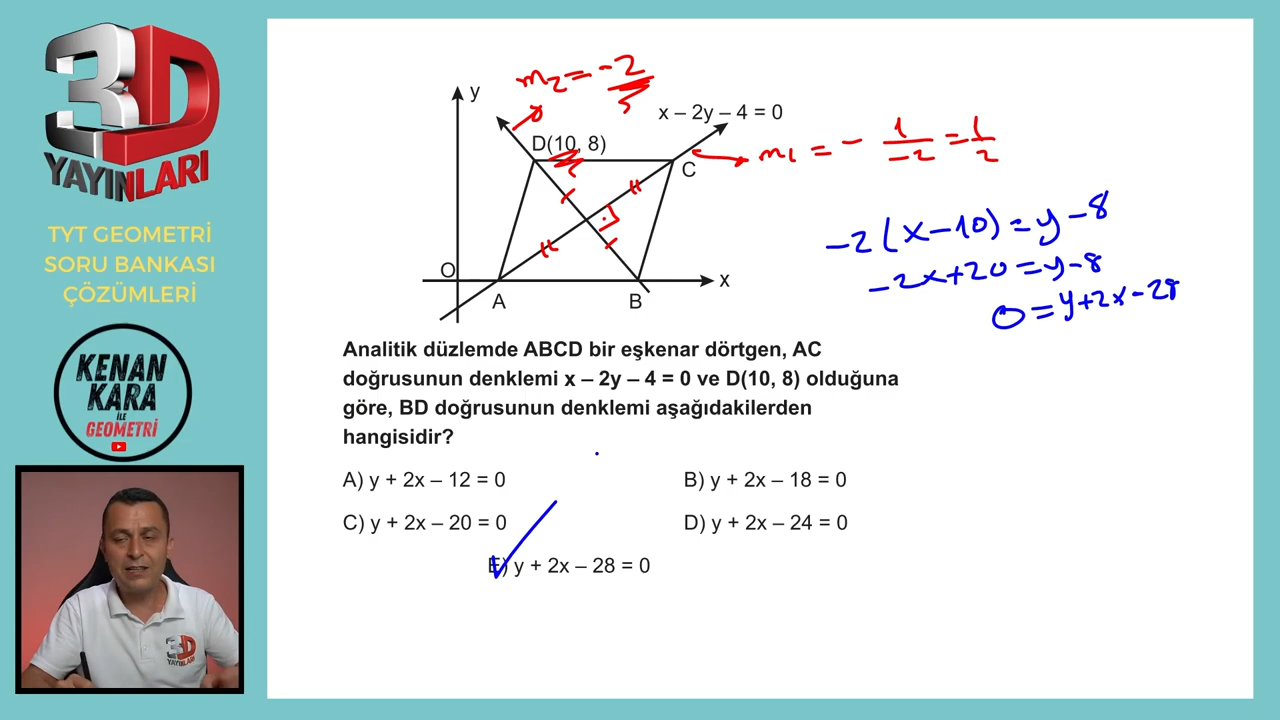 3D
YAYINLARI
TYT GEOMETRİ
SORU BANKASI
ÇÖZÜMLERİ
KENAN
KARA
İLE
GEOMETRİ
3D
YAYINLARI
m₂ = -2
y
x – 2y – 4 = 0
D(10, 8)
C
m₁ = - 1/-2 = 1/2
O
A
B
x
-2(x-10) = y-8
-2x+20 = y-8
0 = y+2x-28
Analitik düzlemde ABCD bir eşkenar dörtgen, AC
doğrusunun denklemi x – 2y – 4 = 0 ve D(10, 8) olduğuna
göre, BD doğrusunun denklemi aşağıdakilerden
hangisidir?
A) y + 2x – 12 = 0
B) y + 2x – 18 = 0
C) y + 2x – 20 = 0
D) y + 2x – 24 = 0
E) y + 2x – 28 = 0